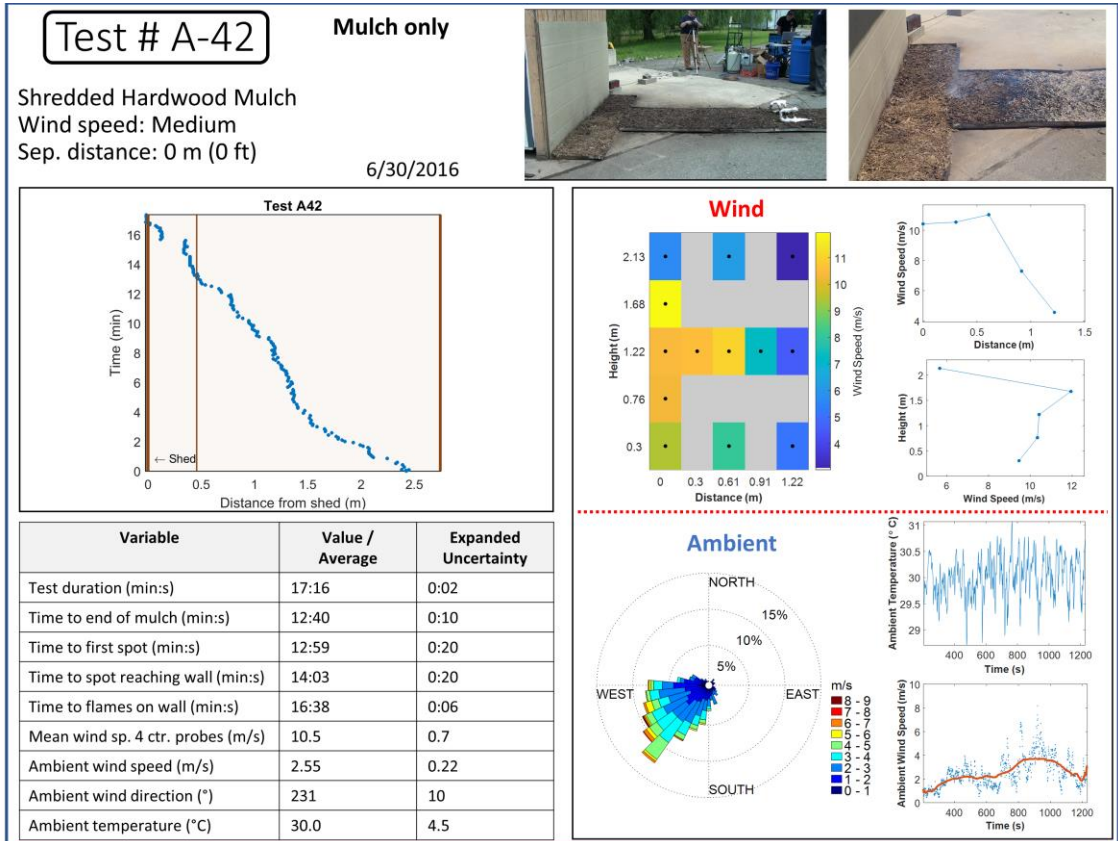 Test # A-42
Mulch only
Shredded Hardwood Mulch
Wind speed: Medium
Sep. distance: 0 m (0 ft)
6/30/2016
Test A42
Time (min)
16
14
12
10
8
6
4
2
0
← Shed
0 0.5 1 1.5 2 2.5
Distance from shed (m)
Variable Value / Average Expanded Uncertainty
Test duration (min:s) 17:16 0:02
Time to end of mulch (min:s) 12:40 0:10
Time to first spot (min:s) 12:59 0:20
Time to spot reaching wall (min:s) 14:03 0:20
Time to flames on wall (min:s) 16:38 0:06
Mean wind sp. 4 ctr. probes (m/s) 10.5 0.7
Ambient wind speed (m/s) 2.55 0.22
Ambient wind direction (°) 231 10
Ambient temperature (°C) 30.0 4.5
Wind
Height (m)
2.13
1.68
1.22
0.76
0.3
0 0.3 0.61 0.91 1.22
Distance (m)
11
10
9
8
7
6
5
4
Wind Speed (m/s)
Wind Speed (m/s)
10
8
6
4
0 0.5 1 1.5
Distance (m)
Height (m)
2
1.5
1
0.5
0
6 8 10 12
Wind Speed (m/s)
Ambient
NORTH
15%
10%
5%
WEST
EAST
SOUTH
m/s
8 - 9
7 - 8
6 - 7
5 - 6
4 - 5
3 - 4
2 - 3
1 - 2
0 - 1
Ambient Temperature (° C)
31
30.5
30
29.5
29
400 600 800 1000 1200
Time (s)
Ambient Wind Speed (m/s)
10
8
6
4
2
0
400 600 800 1000 1200
Time (s)